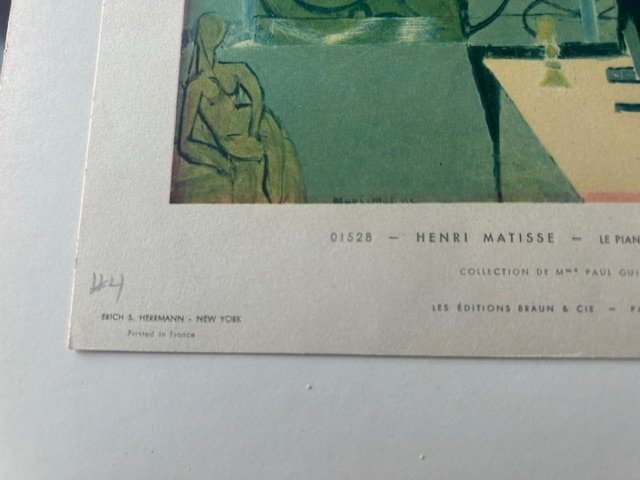 01528 — HENRI MATISSE — LE PIAN
COLLECTION DE Mme PAUL GUI
#4
LES ÉDITIONS BRAUN & CIE — PA
ERICH S. HERRMANN - NEW YORK
Printed in France